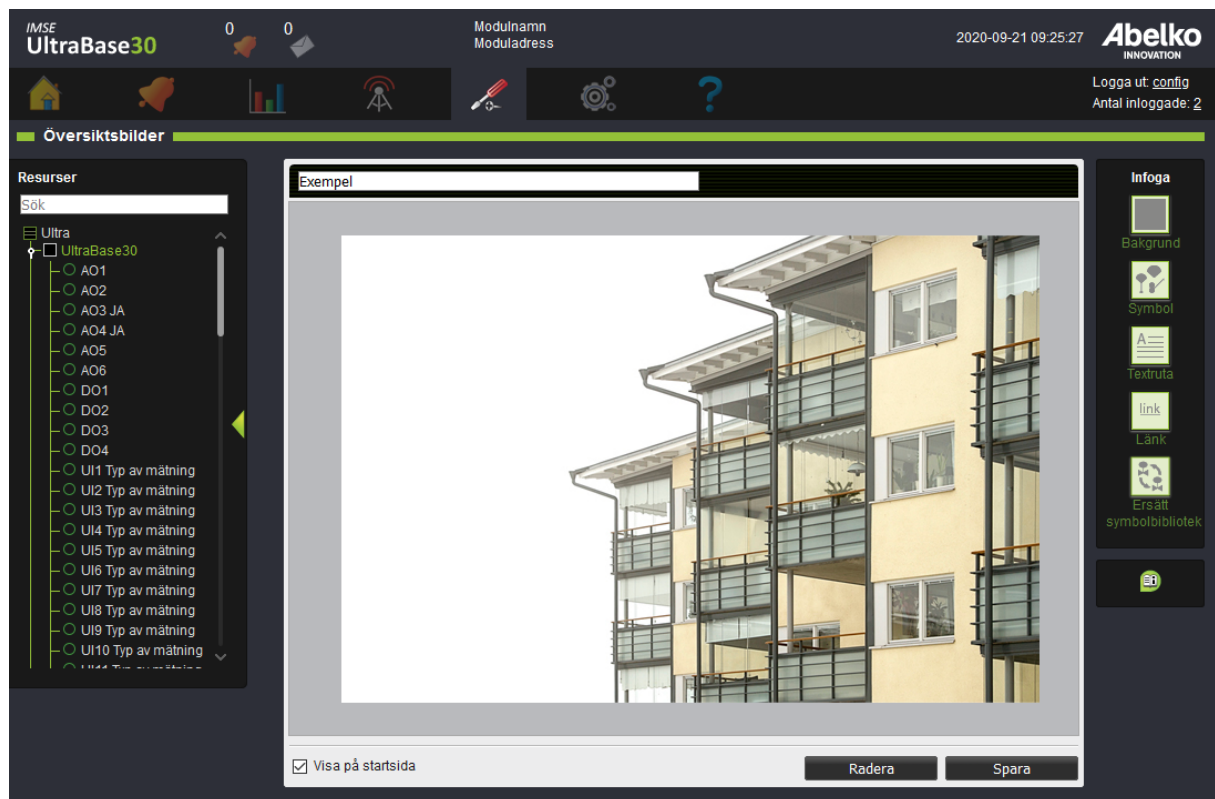 IMSE
UltraBase30
0
0
Modulnamn
Moduladress
2020-09-21 09:25:27
Abelko
INNOVATION
Logga ut: config
Antal inloggade: 2
Översiktsbilder
Resurser
Sök
Ultra
UltraBase30
AO1
AO2
AO3 JA
AO4 JA
AO5
AO6
DO1
DO2
DO3
DO4
UI1 Typ av mätning
UI2 Typ av mätning
UI3 Typ av mätning
UI4 Typ av mätning
UI5 Typ av mätning
UI6 Typ av mätning
UI7 Typ av mätning
UI8 Typ av mätning
UI9 Typ av mätning
UI10 Typ av mätning
UI11 Typ av mätning
Exempel
Visa på startsida
Radera
Spara
Infoga
Bakgrund
Symbol
A
Textruta
link
Länk
Ersätt
symbolbibliotek